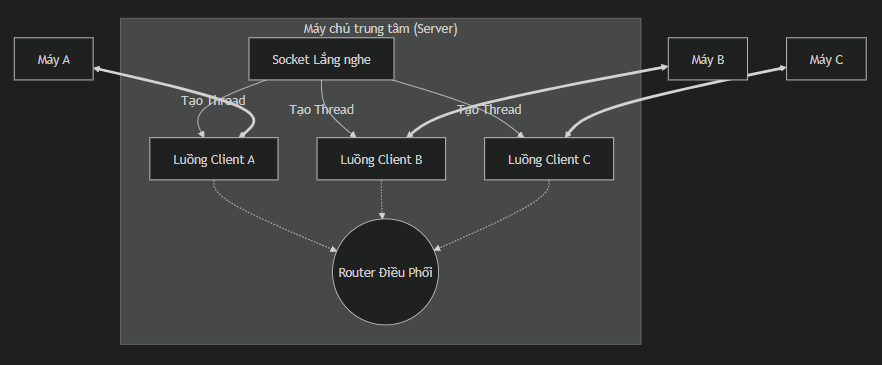 Máy chủ trung tâm (Server)
Máy A
Socket Lắng nghe
Máy B
Máy C
Tạo Thread
Tạo Thread
Tạo Thread
Luồng Client A
Luồng Client B
Luồng Client C
Router Điều Phối